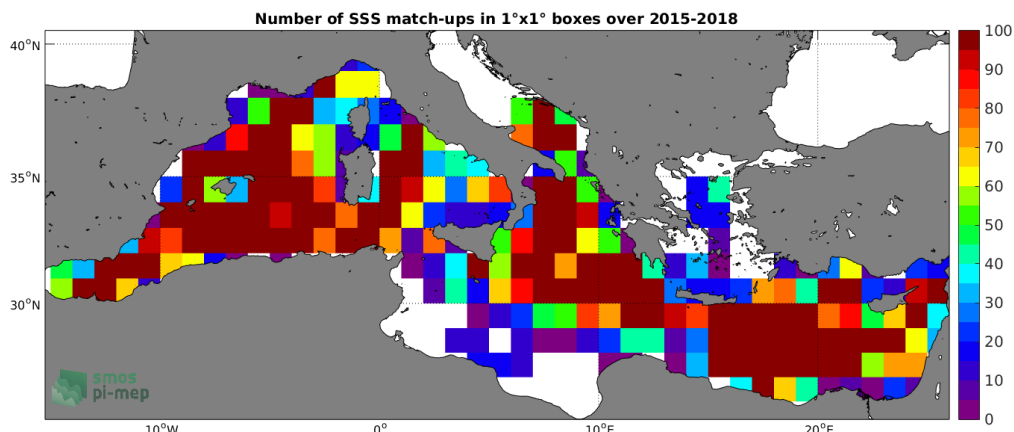 Number of SSS match-ups in 1°x1° boxes over 2015-2018
40°N
35°N
30°N
10°W
0°
10°E
20°E
100
90
80
70
60
50
40
30
20
10
0
smos
pi-mep